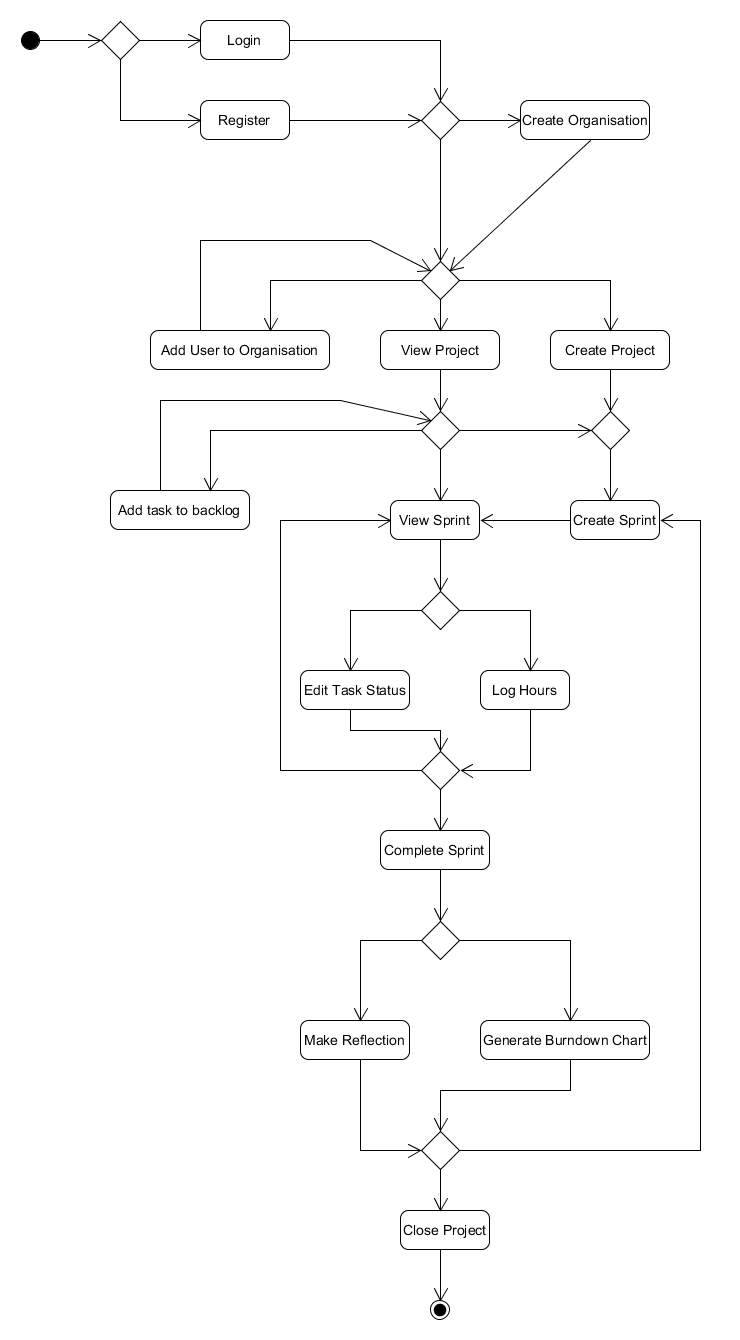 Login
Register
Create Organisation
Add User to Organisation
View Project
Create Project
Add task to backlog
View Sprint
Create Sprint
Edit Task Status
Log Hours
Complete Sprint
Make Reflection
Generate Burndown Chart
Close Project